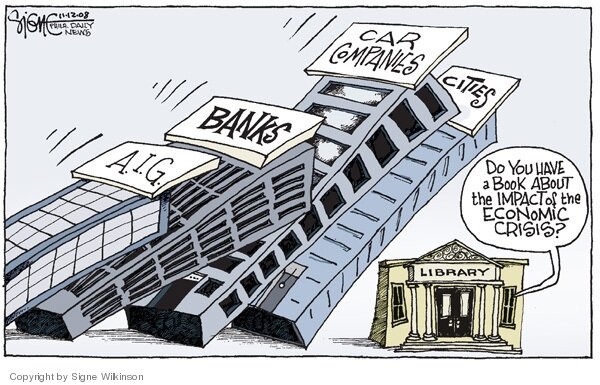 Signe 11-12-08
PHILA DAILY
NEWS
CAR
COMPANIES
CITIES
BANKS
A.I.G.
DO YOU HAVE
a BOOK ABOUT
the IMPACT of the
ECONOMIC
CRISIS?
LIBRARY
Copyright by Signe Wilkinson